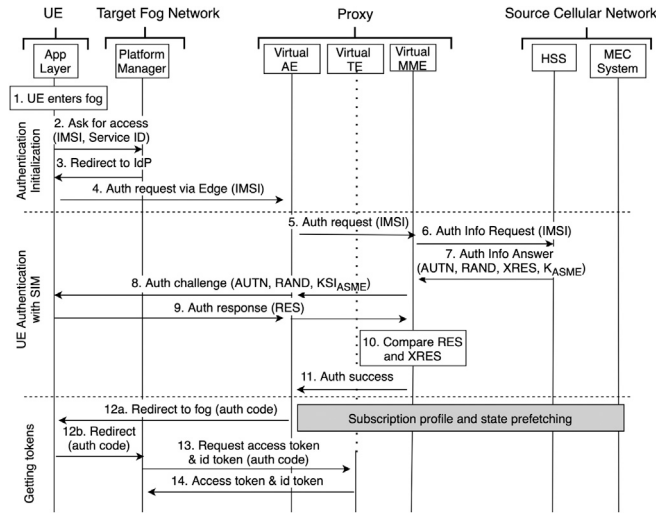 UE
Target Fog Network
Proxy
Source Cellular Network
App
Layer
Platform
Manager
Virtual
AE
Virtual
TE
Virtual
MME
HSS
MEC
System
1. UE enters fog
Authentication
Initialization
2. Ask for access
(IMSI, Service ID)
3. Redirect to IdP
4. Auth request via Edge (IMSI)
UE Authentication
with SIM
5. Auth request (IMSI)
6. Auth Info Request (IMSI)
7. Auth Info Answer
(AUTN, RAND, XRES, KASME)
8. Auth challenge (AUTN, RAND, KSIASME)
9. Auth response (RES)
10. Compare RES
and XRES
11. Auth success
Getting tokens
12a. Redirect to fog (auth code)
Subscription profile and state prefetching
12b. Redirect
(auth code)
13. Request access token
& id token (auth code)
14. Access token & id token